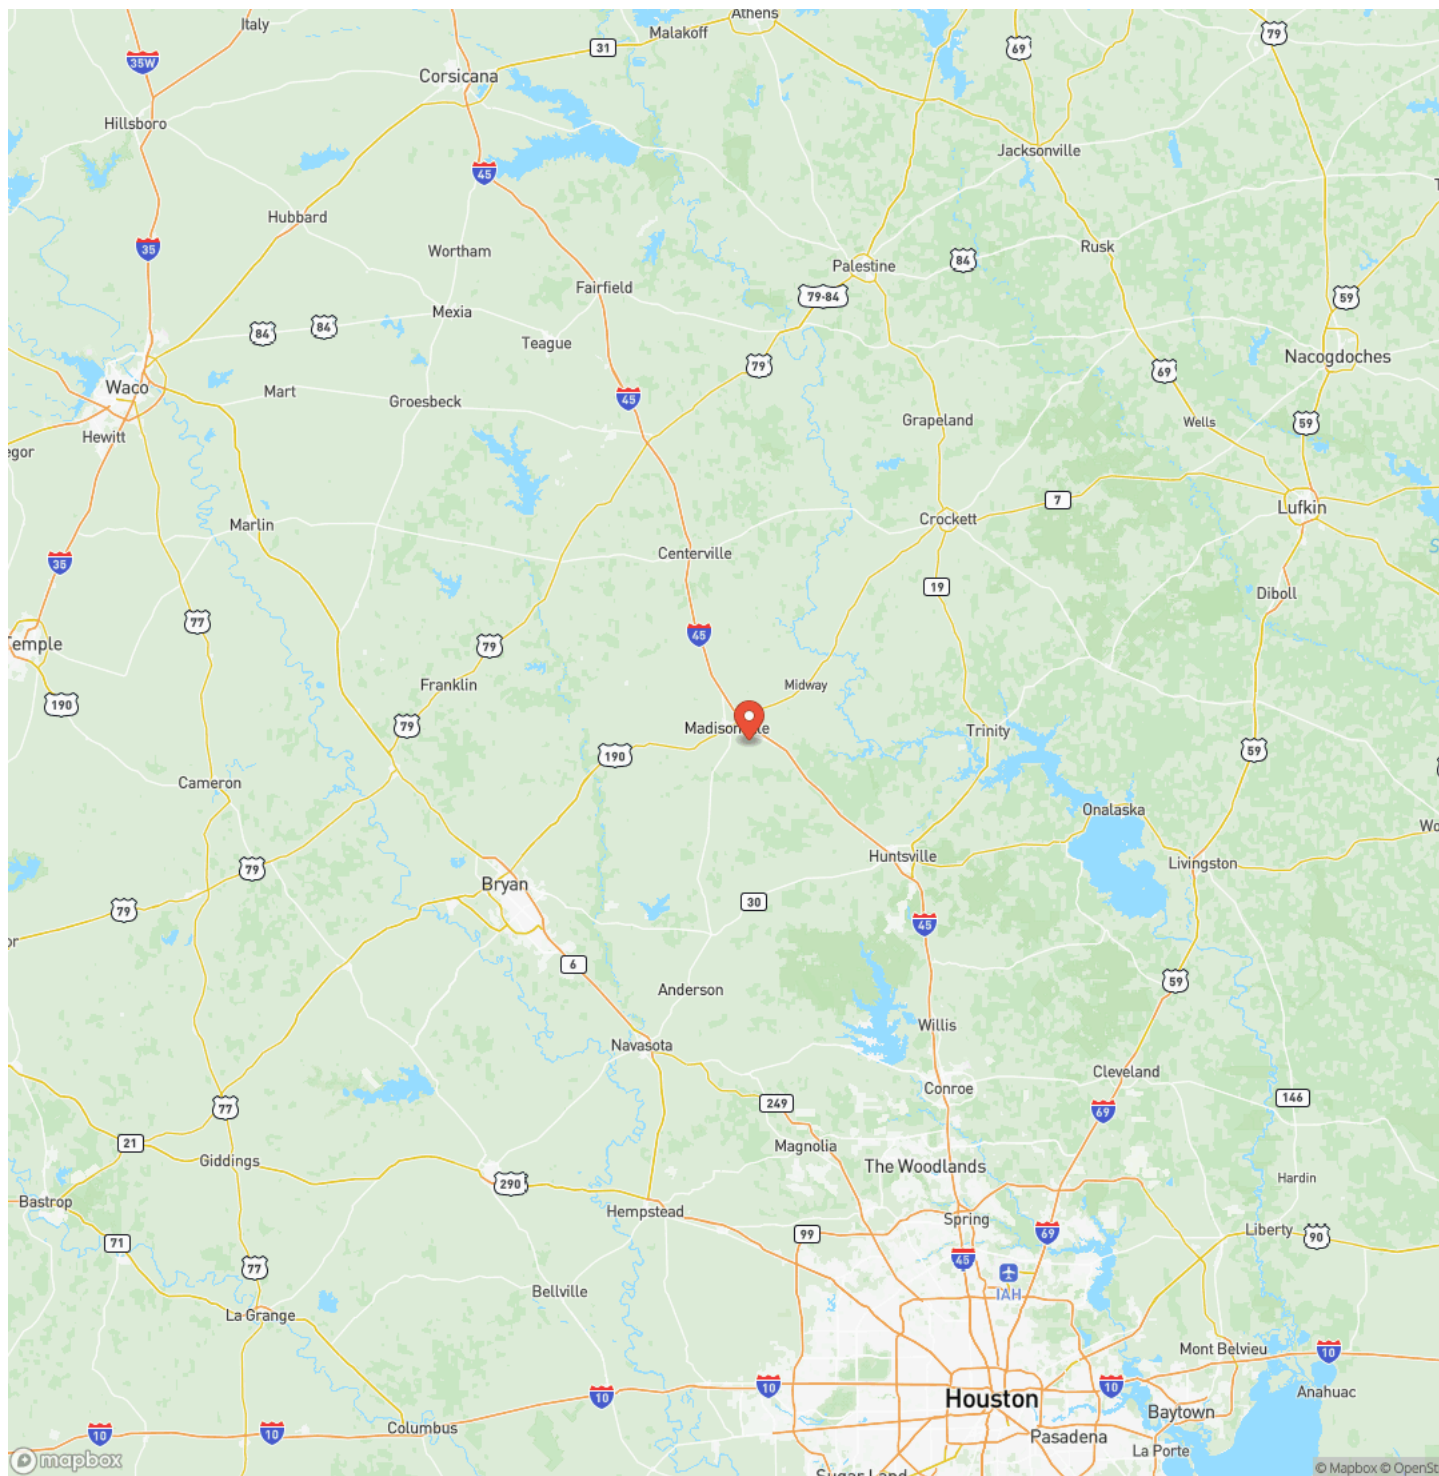 Italy
Athens
Malakoff
79
31
69
35W
Corsicana
Hillsboro
Jacksonville
45
Hubbard
35
Wortham
Rusk
84
Palestine
Fairfield
79-84
59
Mexia
84
84
Teague
Nacogdoches
79
69
Waco
Mart
45
Groesbeck
Grapeland
Wells
59
Hewitt
egor
7
Lufkin
Marlin
Crockett
Centerville
35
19
Diboll
77
45
79
Temple
Franklin
Midway
190
79
Madisonville
Trinity
190
59
Cameron
Onalaska
Wo
Huntsville
Livingston
79
Bryan
30
79
45
or
6
59
Anderson
Willis
Navasota
Cleveland
Conroe
249
146
77
69
21
Magnolia
Giddings
The Woodlands
290
Hardin
Bastrop
Hempstead
Spring
99
69
Liberty
90
71
45
77
IAH
Bellville
La Grange
Mont Belvieu
10
10
10
10
Houston
Anahuac
Baytown
Columbus
10
10
Pasadena
La Porte
mapbox
Sugar Land
© Mapbox © OpenSt